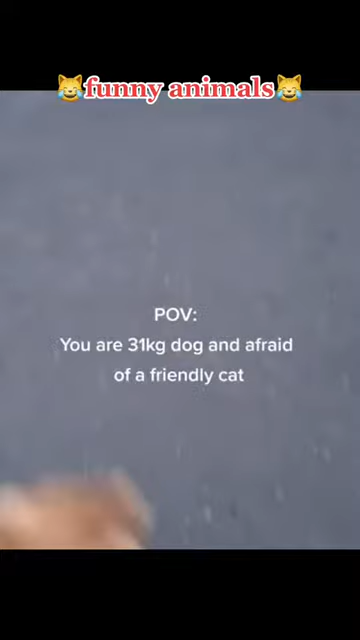 😹funny animals😹
POV:
You are 31kg dog and afraid
of a friendly cat